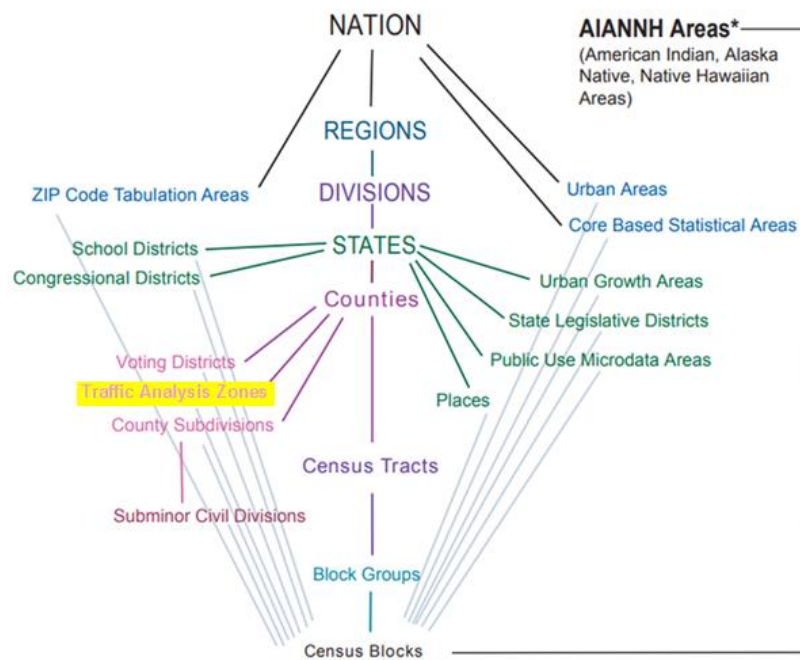 NATION
AIANNH Areas*
(American Indian, Alaska
Native, Native Hawaiian
Areas)
REGIONS
ZIP Code Tabulation Areas
DIVISIONS
Urban Areas
Core Based Statistical Areas
School Districts
STATES
Congressional Districts
Urban Growth Areas
Counties
State Legislative Districts
Voting Districts
Public Use Microdata Areas
Traffic Analysis Zones
Places
County Subdivisions
Census Tracts
Subminor Civil Divisions
Block Groups
Census Blocks